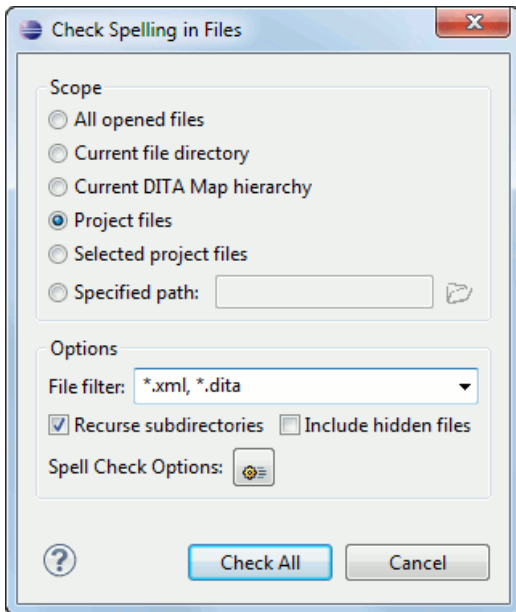 Check Spelling in Files
Scope
All opened files
Current file directory
Current DITA Map hierarchy
Project files
Selected project files
Specified path:
Options
File filter: *.xml, *.dita
Recurse subdirectories Include hidden files
Spell Check Options:
? Check All Cancel